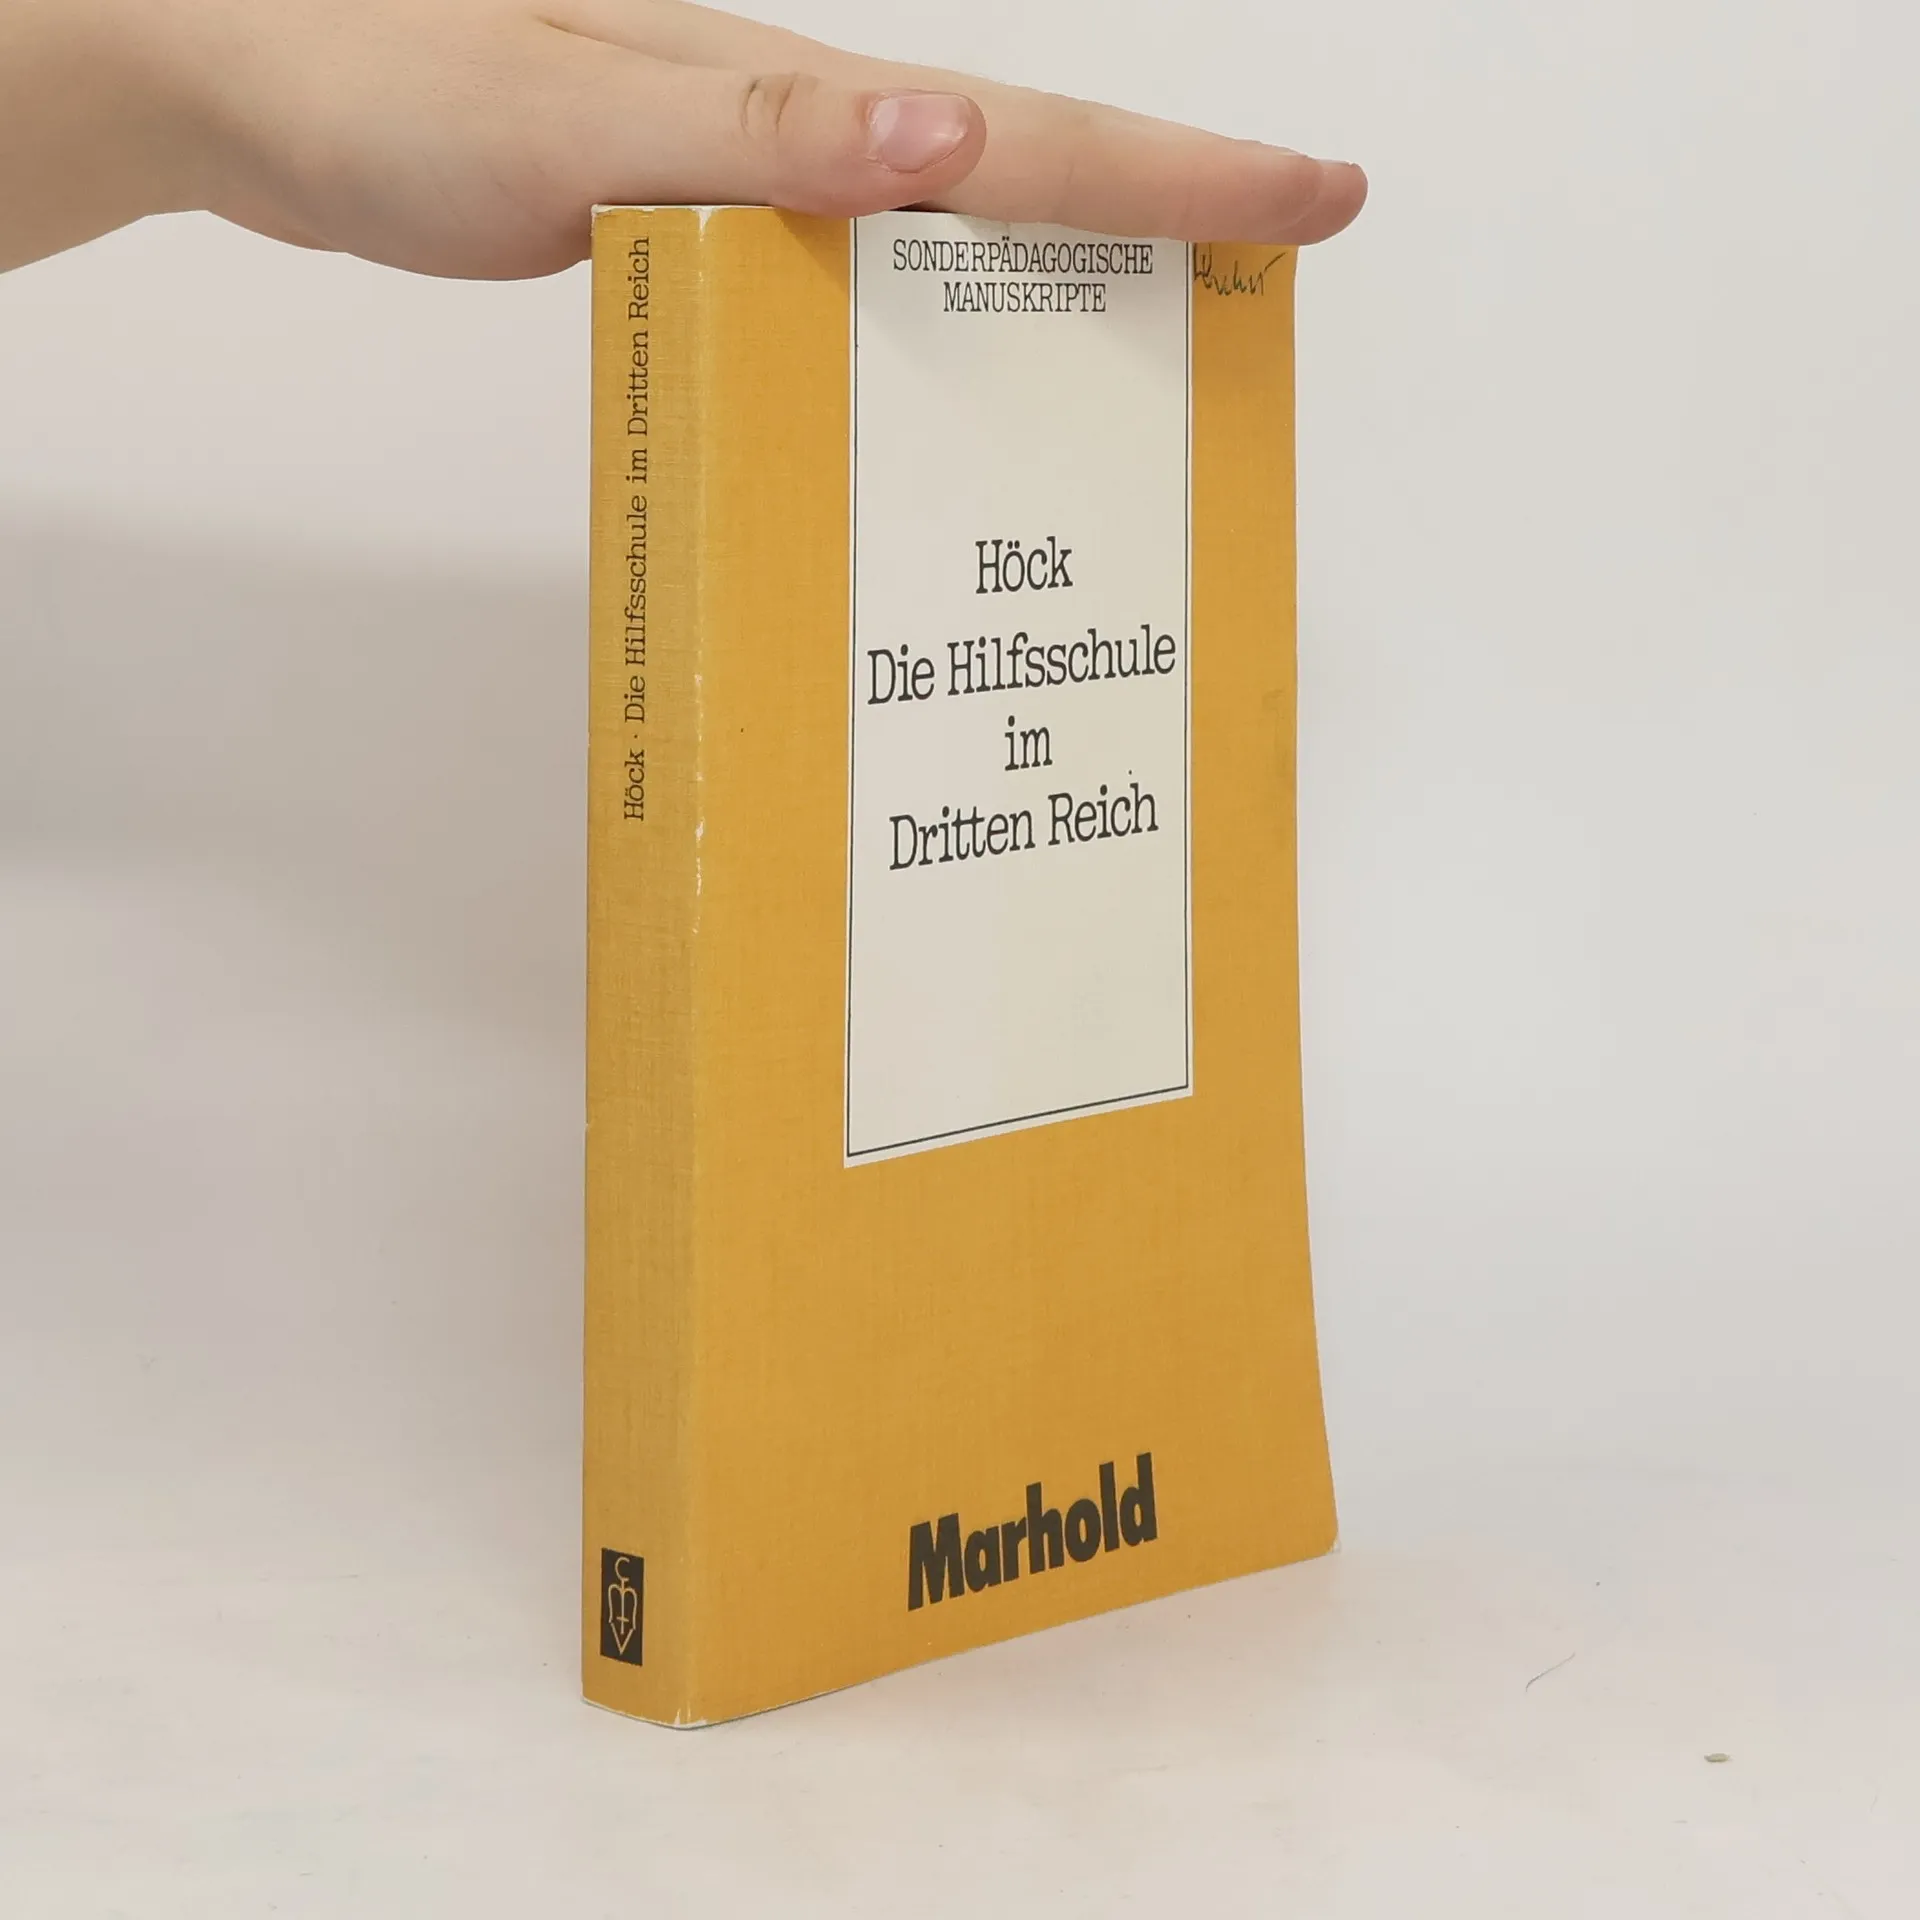 Höck · Die Hilfsschule im Dritten Reich
SONDERPÄDAGOGISCHE
MANUSKRIPTE
Höck
Die Hilfsschule
im
Dritten Reich
Marhold